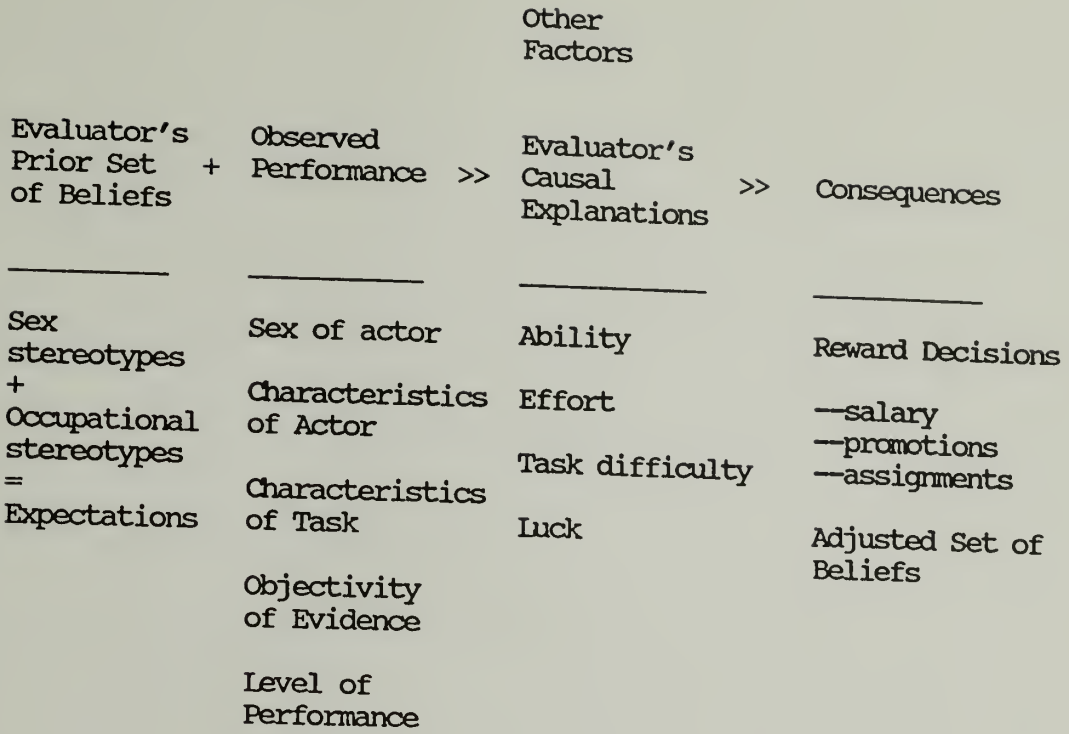 Other
Factors
Evaluator's
Prior Set
of Beliefs
+
Observed
Performance
>>
Evaluator's
Causal
Explanations
>>
Consequences
Sex
stereotypes
+
Occupational
stereotypes
=
Expectations
Sex of actor
Characteristics
of Actor
Characteristics
of Task
Objectivity
of Evidence
Level of
Performance
Ability
Effort
Task difficulty
Luck
Reward Decisions
--salary
--promotions
--assignments
Adjusted Set of
Beliefs